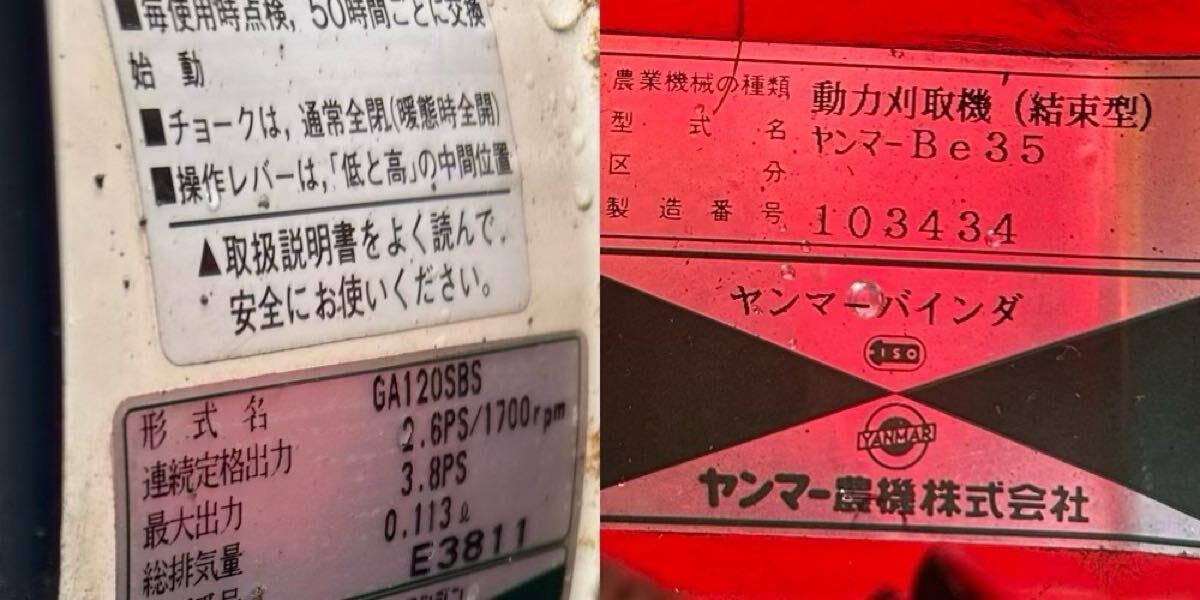 ■毎使用時点検，50時間ごとに交換
始動
■チョークは，通常全閉(暖態時全開)
■操作レバーは，「低と高」の中間位置
▲取扱説明書をよく読んで，
安全にお使いください。
形式名 GA120SBS
連続定格出力 2.6PS/1700rpm
最大出力 3.8PS
総排気量 0.113ℓ
E3811
農業機械の種類 動力刈取機(結束型)
型式名 ヤンマーBe35
区分
製造番号 103434
ヤンマーバインダ
ISO
YANMAR
ヤンマー農機株式会社